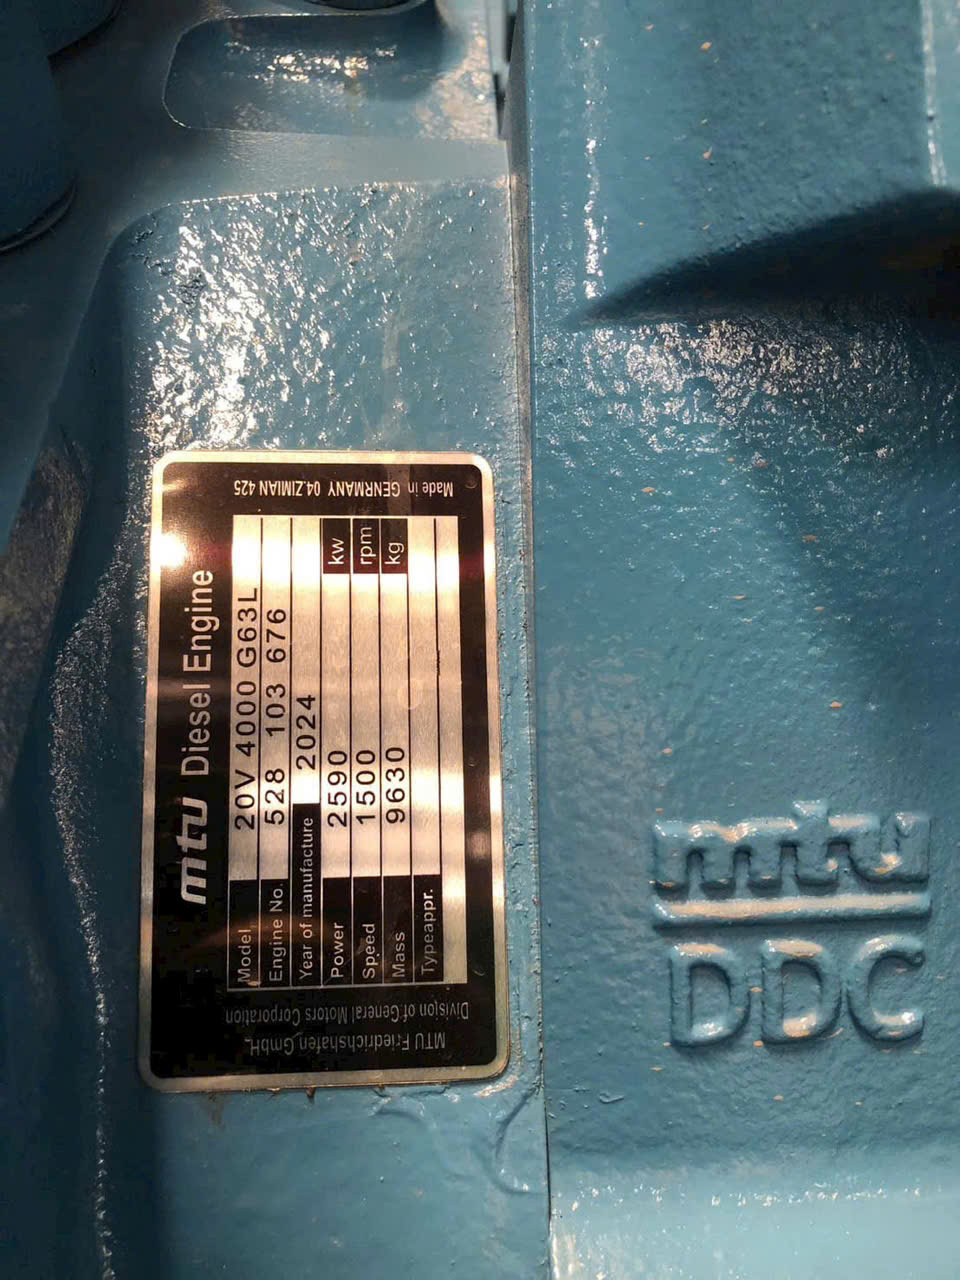 mtu Diesel Engine
Model 20V 4000 G63L
Engine No. 528 103 676
Year of manufacture 2024
Power 2590 kw
Speed 1500 rpm
Mass 9630 kg
Typeappr.
MTU Friedrichshafen GmbH.
Division of General Motors Corporation
Made in GENRMANY 04.ZIMIAN 425
mtu
DDC